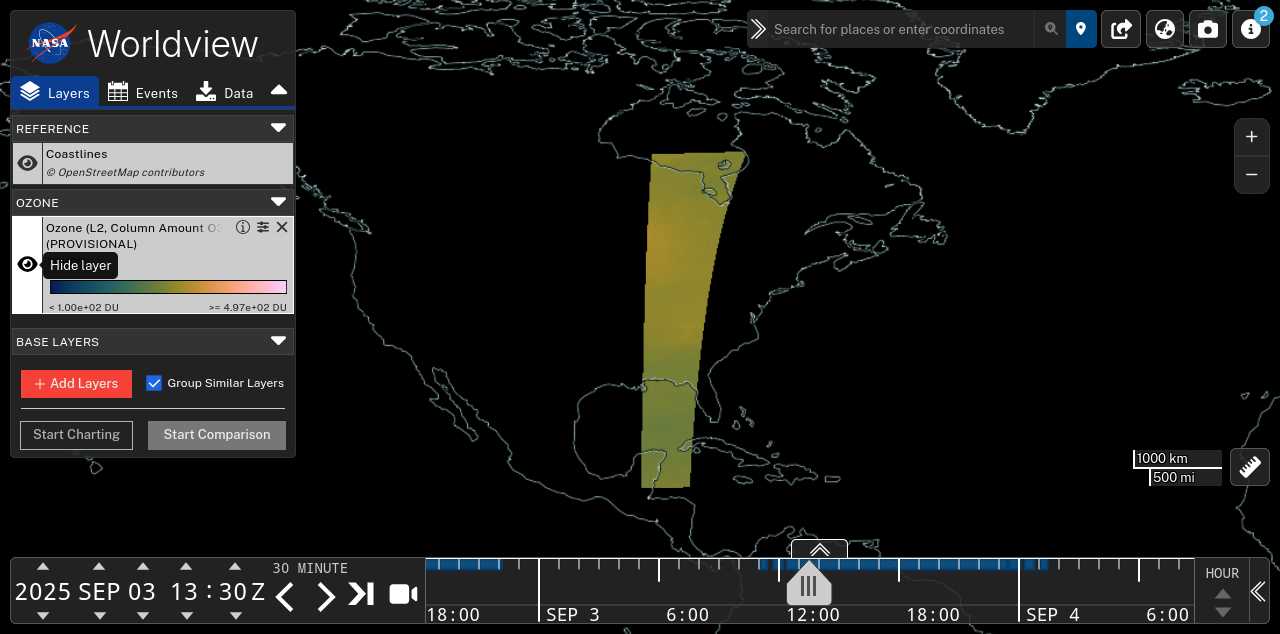 NASA
Worldview
Layers
Events
Data
REFERENCE
Coastlines
© OpenStreetMap contributors
OZONE
Ozone (L2, Column Amount O
(PROVISIONAL)
Hide layer
< 1.00e+02 DU
>= 4.97e+02 DU
BASE LAYERS
+ Add Layers
Group Similar Layers
Start Charting
Start Comparison
Search for places or enter coordinates
2
+
−
1000 km
500 mi
2025 SEP 03 13 : 30 Z
30 MINUTE
18:00
SEP 3
6:00
12:00
18:00
SEP 4
6:00
HOUR